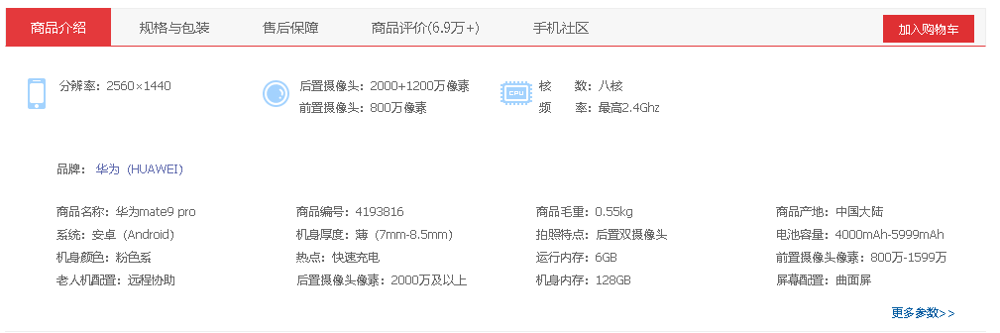 商品介绍 规格与包装 售后保障 商品评价(6.9万+) 手机社区 加入购物车
分辨率：2560×1440 后置摄像头：2000+1200万像素 CPU 核 数：八核
前置摄像头：800万像素 频 率：最高2.4Ghz
品牌： 华为（HUAWEI）
商品名称：华为mate9 pro 商品编号：4193816 商品毛重：0.55kg 商品产地：中国大陆
系统：安卓（Android） 机身厚度：薄（7mm-8.5mm） 拍照特点：后置双摄像头 电池容量：4000mAh-5999mAh
机身颜色：粉色系 热点：快速充电 运行内存：6GB 前置摄像头像素：800万-1599万
老人机配置：远程协助 后置摄像头像素：2000万及以上 机身内存：128GB 屏幕配置：曲面屏
更多参数>>